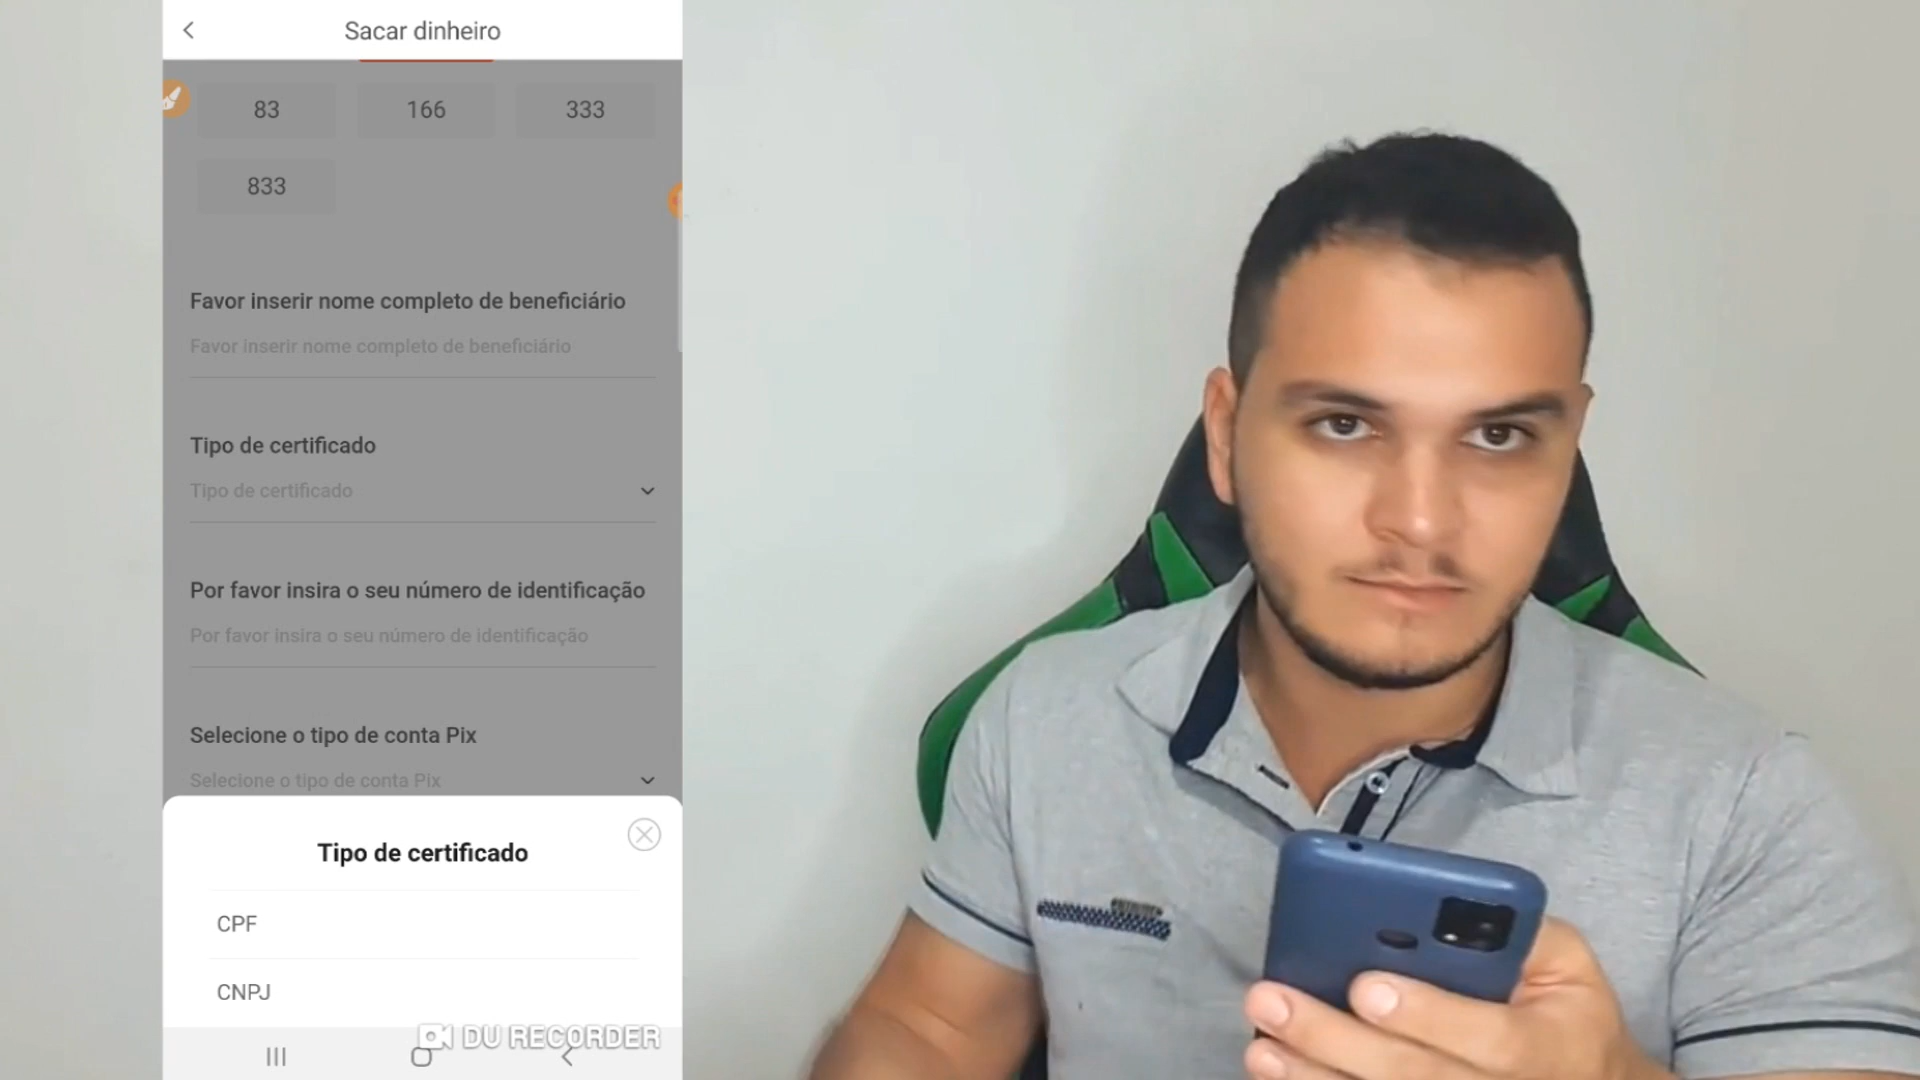 Sacar dinheiro
83
166
333
833
Favor inserir nome completo de beneficiário
Favor inserir nome completo de beneficiário
Tipo de certificado
Tipo de certificado
Por favor insira o seu número de identificação
Por favor insira o seu número de identificação
Selecione o tipo de conta Pix
Selecione o tipo de conta Pix
Tipo de certificado
CPF
CNPJ
DU RECORDER